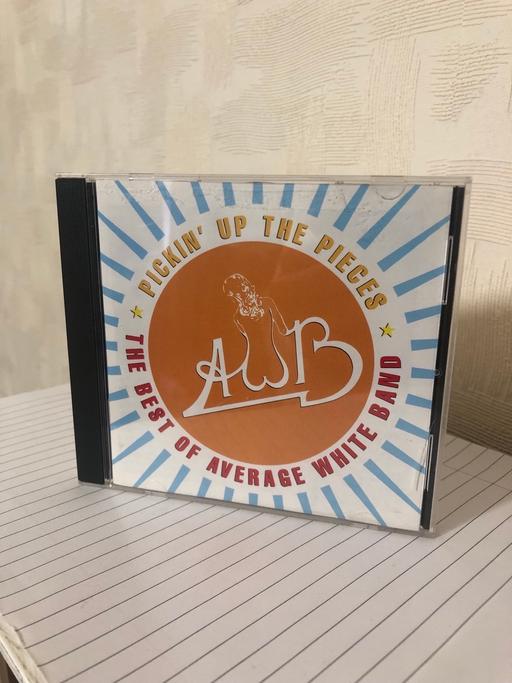 PICKIN' UP THE PIECES
AWB
THE BEST OF AVERAGE WHITE BAND